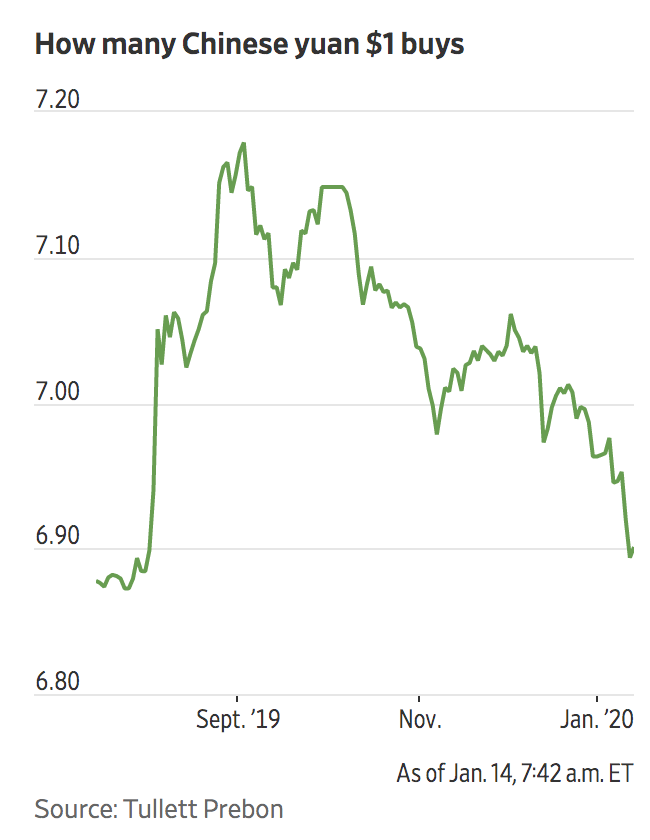 How many Chinese yuan $1 buys
7.20
7.10
7.00
6.90
6.80
Sept. ’19 Nov. Jan. ’20
As of Jan. 14, 7:42 a.m. ET
Source: Tullett Prebon